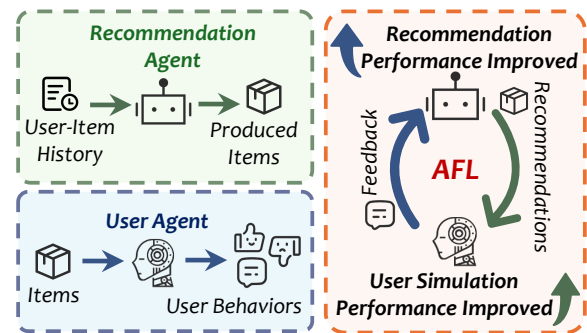 Recommendation
Agent
User-Item
History
Produced
Items
User Agent
Items
User Behaviors
Recommendation
Performance Improved
Feedback
AFL
Recommendations
User Simulation
Performance Improved